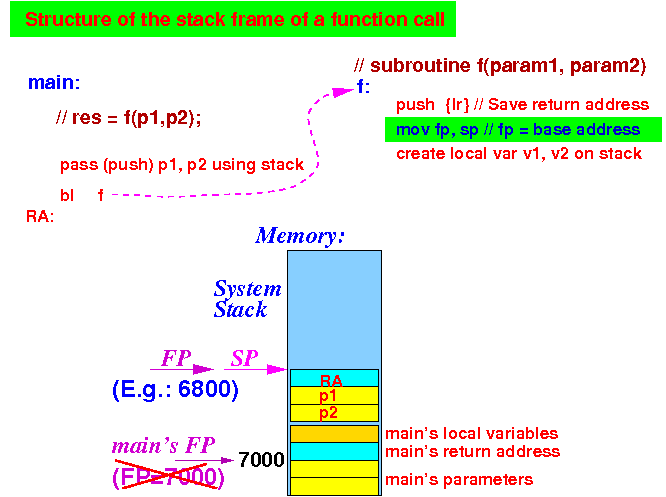 Structure of the stack frame of a function call
// subroutine f(param1, param2)
main:
f:
// res = f(p1,p2);
push {lr} // Save return address
mov fp, sp // fp = base address
create local var v1, v2 on stack
pass (push) p1, p2 using stack
bl f
RA:
Memory:
System
Stack
FP
SP
(E.g.: 6800)
RA
p1
p2
main's local variables
main's FP
main's return address
7000
(FP=7000)
main's parameters